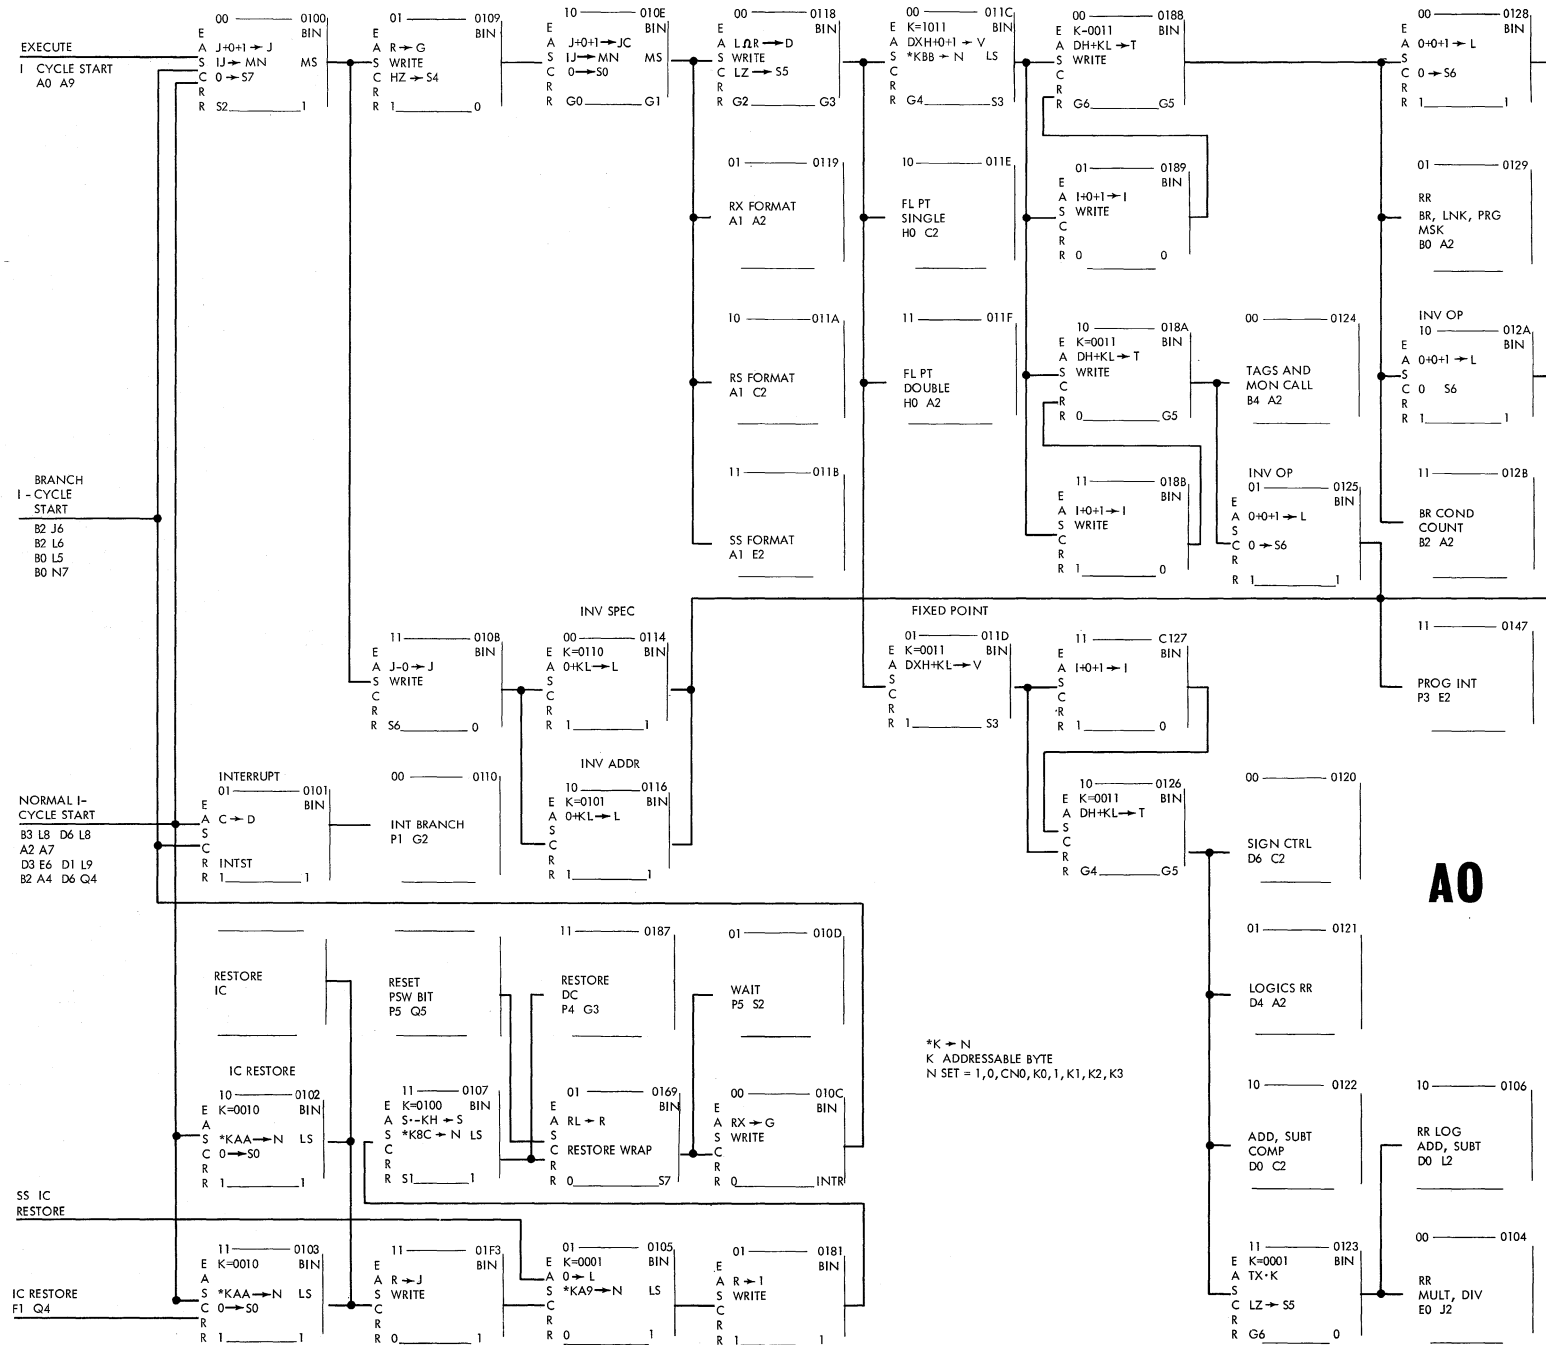 EXECUTE
I CYCLE START
A0 A9
00 0100
BIN
E A S C R R
J+0+1→J
IJ→MN MS
0→S7
S2 1
01 0109
BIN
E A S C R R
R→G
WRITE
HZ→S4
1 0
10 010E
BIN
E A S C R R
J+0+1→JC
IJ→MN MS
0→S0
G0 G1
00 0118
BIN
E A S C R R
LΩR→D
WRITE
LZ→S5
G2 G3
00 011C
K=1011 BIN
E A S C R R
DXH+0+1→V
*KBB→N LS
G4 S3
00 0188
K-0011 BIN
E A S C R R
DH+KL→T
WRITE
G6 G5
00 0128
BIN
E A S C R R
0+0+1→L
0→S6
1 1
01 0119
RX FORMAT
A1 A2
10 011E
FL PT
SINGLE
H0 C2
01 0189
BIN
E A S C R R
I+0+1→I
WRITE
0 0
01 0129
RR
BR, LNK, PRG
MSK
B0 A2
10 011A
RS FORMAT
A1 C2
11 011F
FL PT
DOUBLE
H0 A2
10 018A
K=0011 BIN
E A S C R R
DH+KL→T
WRITE
0 G5
00 0124
TAGS AND
MON CALL
B4 A2
INV OP
10 012A
BIN
E A S C R R
0+0+1→L
0 S6
1 1
BRANCH
I-CYCLE
START
B2 J6
B2 L6
B0 L5
B0 N7
11 011B
SS FORMAT
A1 E2
11 018B
BIN
E A S C R R
I+0+1→I
WRITE
1 0
INV OP
01 0125
BIN
E A S C R R
0+0+1→L
0→S6
1 1
11 012B
BR COND
COUNT
B2 A2
11 010B
BIN
E A S C R R
J-0→J
WRITE
S6 0
INV SPEC
00 0114
K=0110 BIN
E A S C R R
0+KL→L
1 1
FIXED POINT
01 011D
K=0011 BIN
E A S C R R
DXH+KL→V
1 S3
11 C127
BIN
E A S C R R
I+0+1→I
1 0
11 0147
PROG INT
P3 E2
NORMAL I-
CYCLE START
B3 L8 D6 L8
A2 A7
D3 E6 D1 L9
B2 A4 D6 Q4
INTERRUPT
01 0101
BIN
E A S C R R
C→D
INTST
1 1
00 0110
INT BRANCH
P1 G2
INV ADDR
10 0116
K=0101 BIN
E A S C R R
0+KL→L
1 1
10 0126
K=0011 BIN
E A S C R R
DH+KL→T
G4 G5
00 0120
SIGN CTRL
D6 C2
A0
RESTORE
IC
RESET
PSW BIT
P5 Q5
11 0187
RESTORE
DC
P4 G3
01 010D
WAIT
P5 S2
01 0121
LOGICS RR
D4 A2
*K→N
K ADDRESSABLE BYTE
N SET = 1,0,CN0,K0,1,K1,K2,K3
IC RESTORE
10 0102
K=0010 BIN
E A S C R R
*KAA→N LS
0→S0
1 1
11 0107
K=0100 BIN
E A S C R R
S·-KH→S
*K8C→N LS
S1 1
01 0169
BIN
E A S C R R
RL→R
RESTORE WRAP
0 S7
00 010C
BIN
E A S C R R
RX→G
WRITE
0 INTR
10 0122
ADD, SUBT
COMP
D0 C2
10 0106
RR LOG
ADD, SUBT
D0 L2
SS IC
RESTORE
IC RESTORE
F1 Q4
11 0103
K=0010 BIN
E A S C R R
*KAA→N LS
0→S0
1 1
11 01F3
BIN
E A S C R R
R→J
WRITE
0 1
01 0105
K=0001 BIN
E A S C R R
0→L
*KA9→N LS
0 1
01 0181
BIN
E A S C R R
R→1
WRITE
1 1
11 0123
K=0001 BIN
E A S C R R
TX·K
LZ→S5
G6 0
00 0104
RR
MULT, DIV
E0 J2